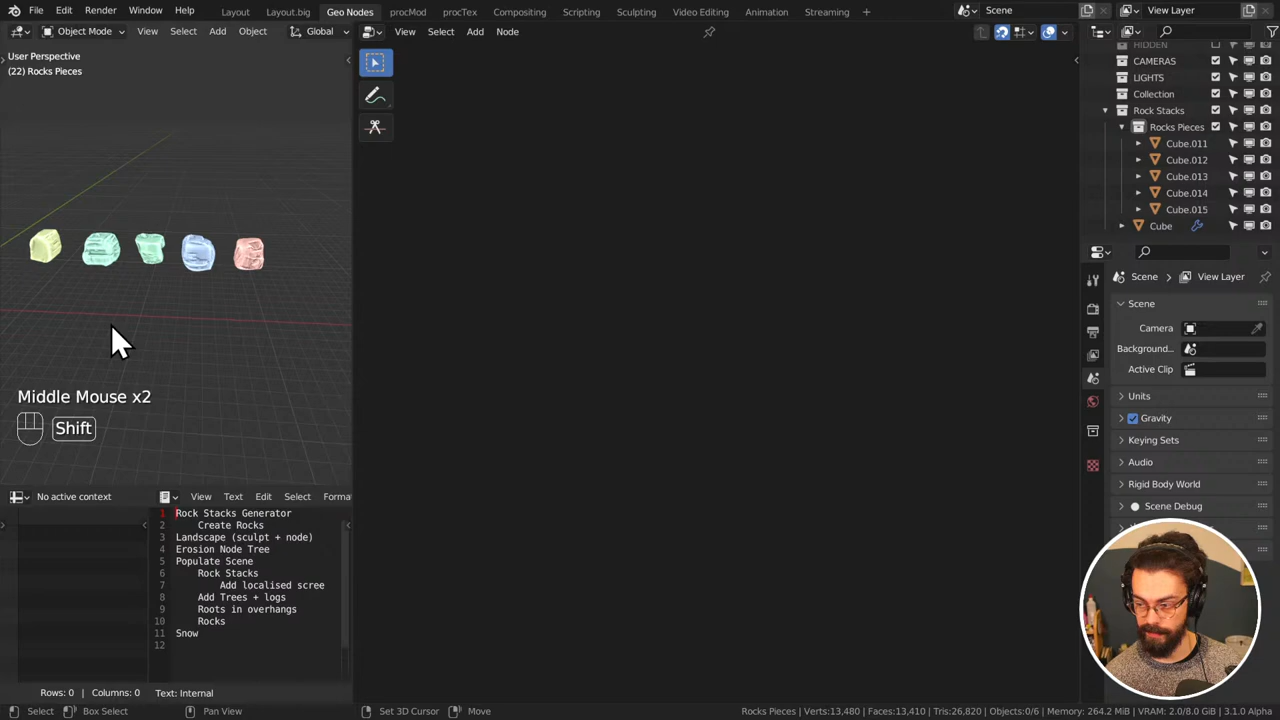 File Edit Render Window Help Layout Layout.big Geo Nodes procMod procTex Compositing Scripting Sculpting Video Editing Animation Streaming + Scene View Layer
Object Mode View Select Add Object Global View Select Add Node
User Perspective
(22) Rocks Pieces
HIDDEN
CAMERAS
LIGHTS
Collection
Rock Stacks
Rocks Pieces
Cube.011
Cube.012
Cube.013
Cube.014
Cube.015
Cube
Scene View Layer
Scene
Camera
Background...
Active Clip
Units
Gravity
Keying Sets
Audio
Rigid Body World
Scene Debug
Middle Mouse x2
Shift
No active context View Text Edit Select Forma
1 Rock Stacks Generator
2 Create Rocks
3 Landscape (sculpt + node)
4 Erosion Node Tree
5 Populate Scene
6 Rock Stacks
7 Add localised scree
8 Add Trees + logs
9 Roots in overhangs
10 Rocks
11 Snow
12
Rows: 0 | Columns: 0 Text: Internal
Select Box Select Pan View Set 3D Cursor Move Rocks Pieces | Verts:13,480 | Faces:13,410 | Tris:26,820 | Objects:0/6 | Memory: 264.2 MiB | VRAM: 2.0/8.0 GiB | 3.1.0 Alpha